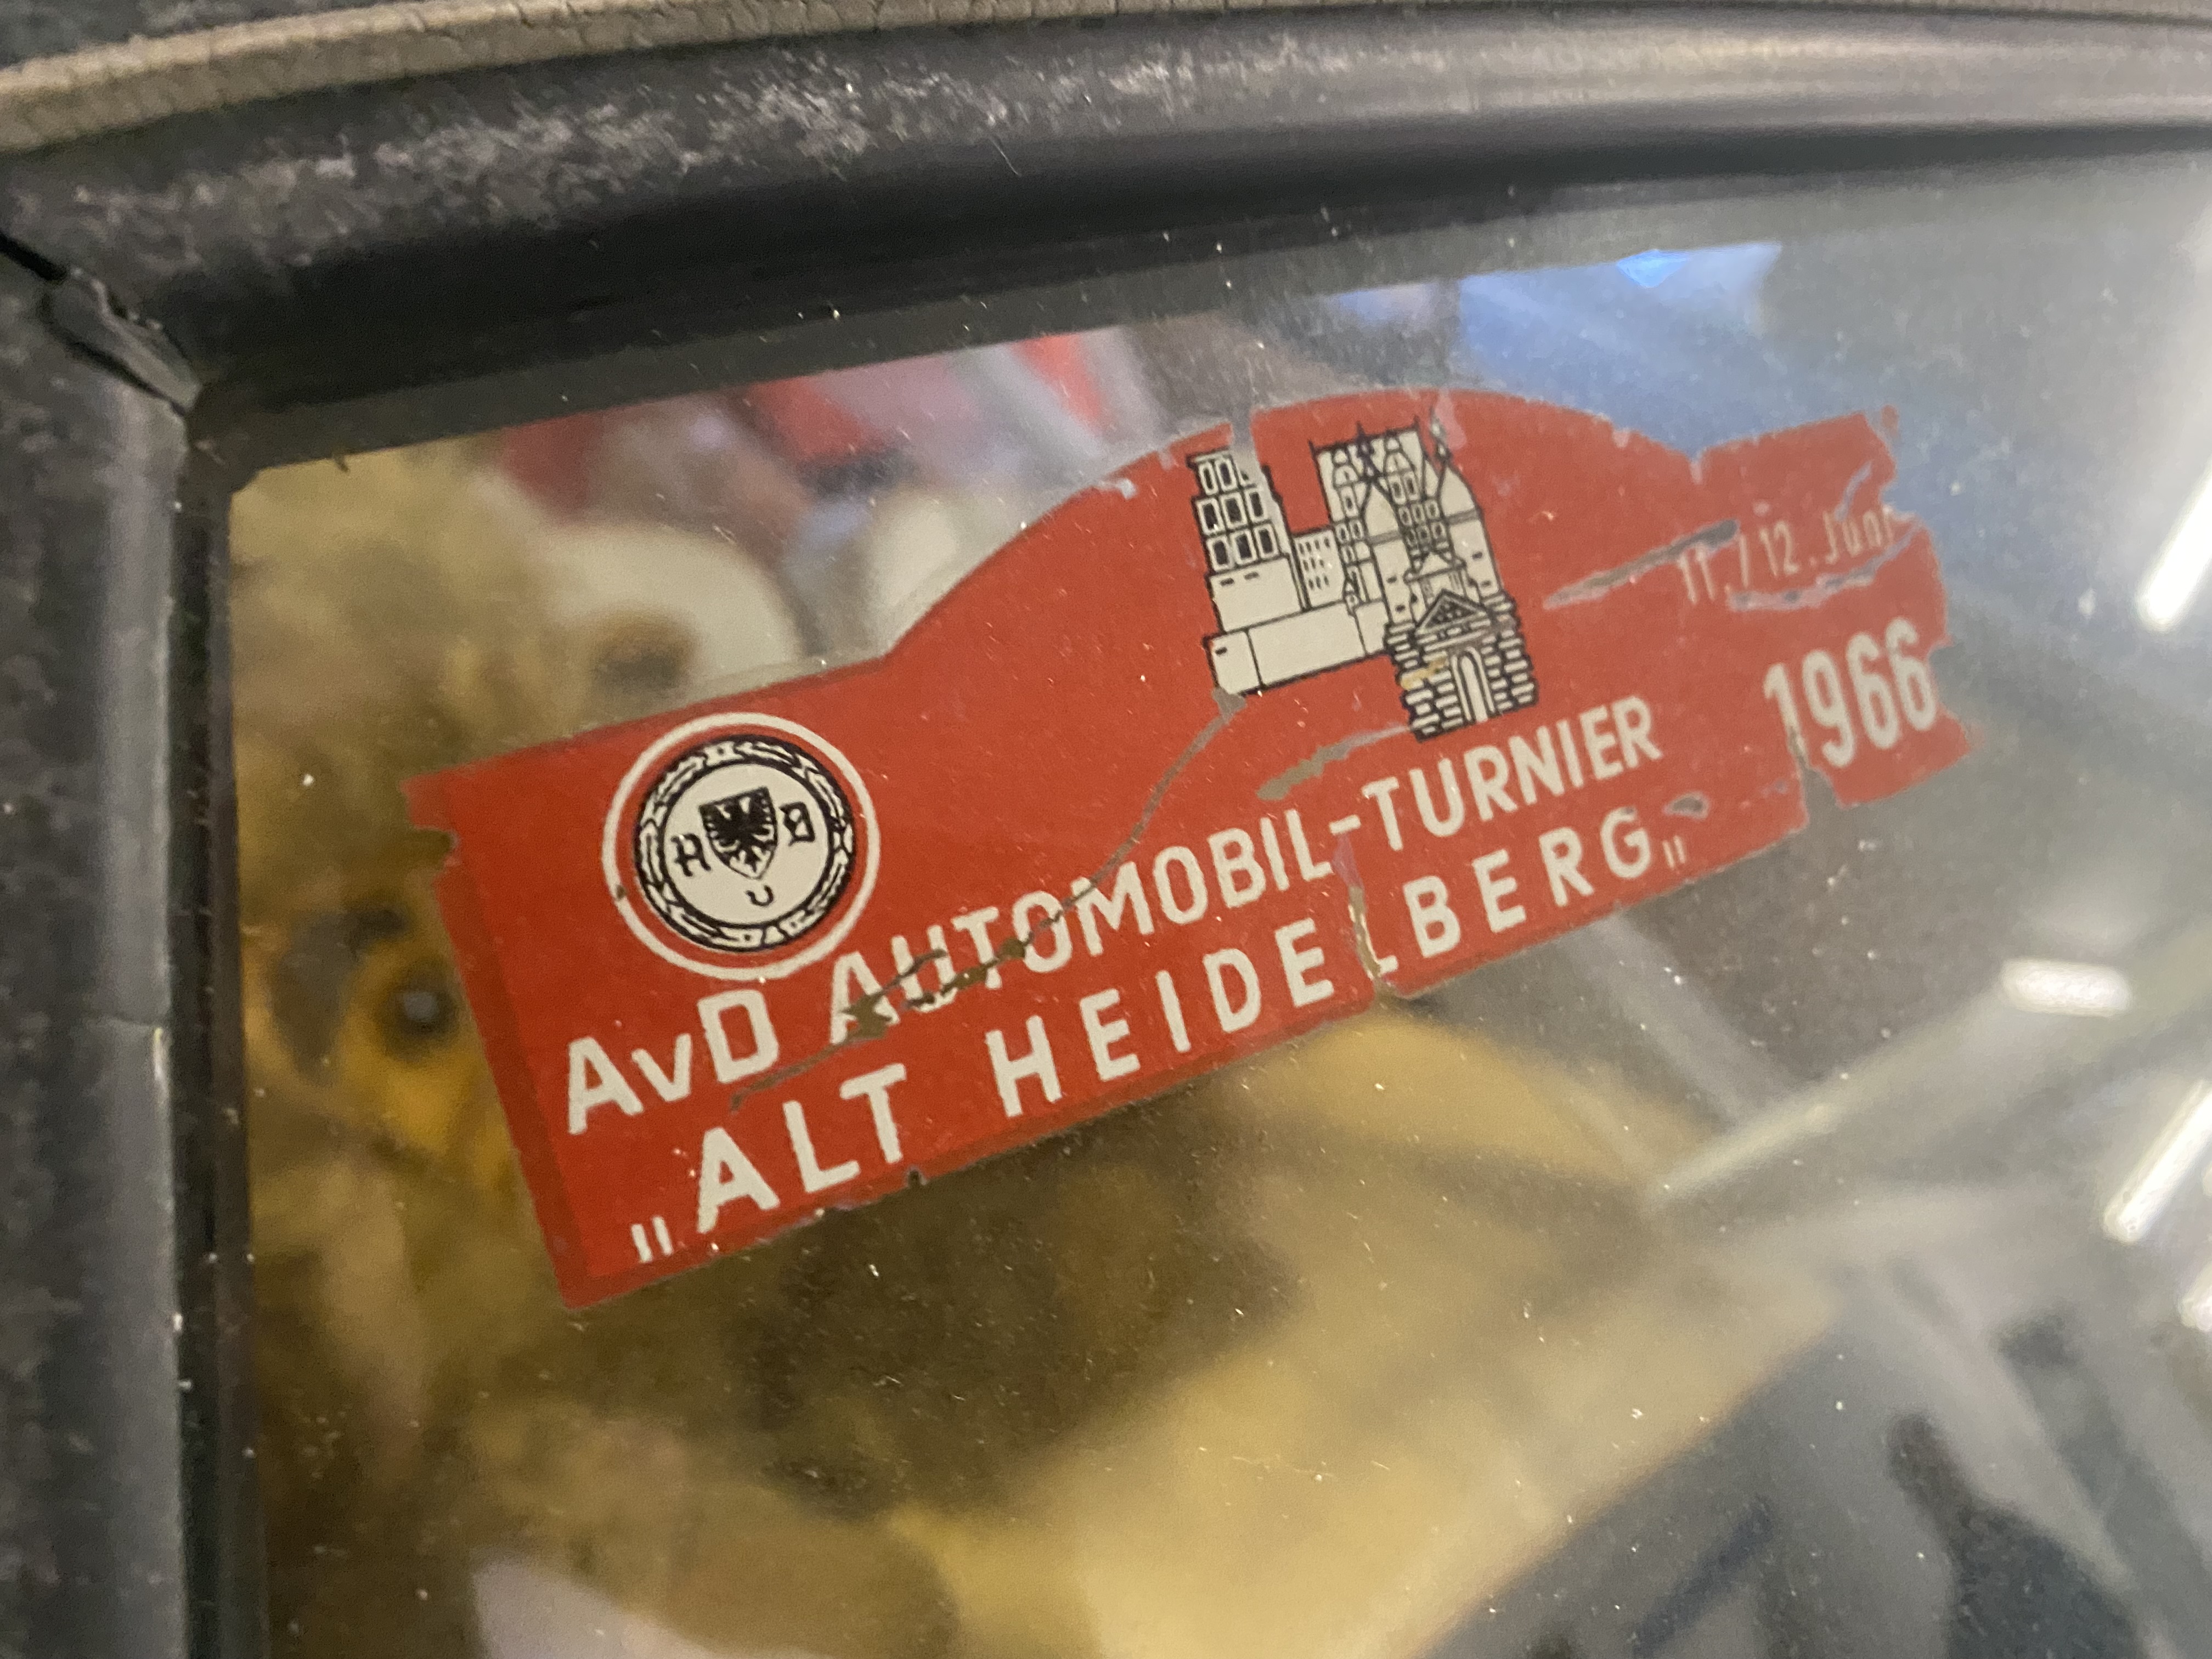 11./12. Juni
1966
H B
U
AvD AUTOMOBIL-TURNIER
"ALT HEIDELBERG"